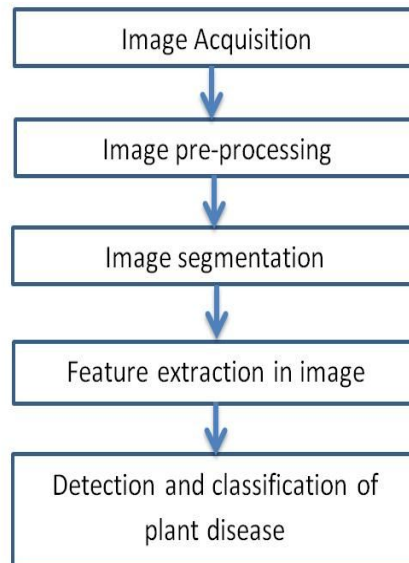 Image Acquisition
Image pre-processing
Image segmentation
Feature extraction in image
Detection and classification of
plant disease